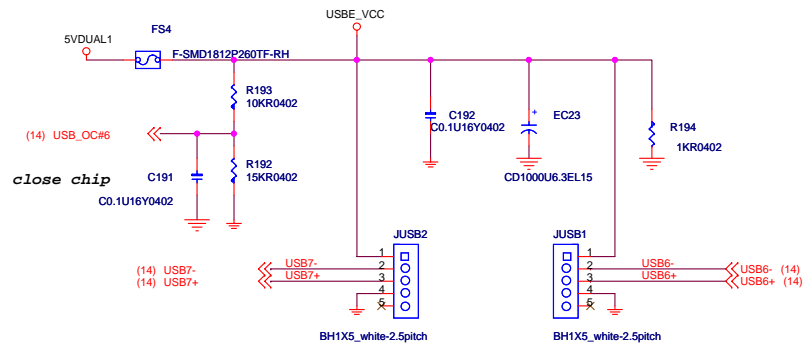 USBE_VCC
FS4
5VDUAL1
F-SMD1812P260TF-RH
R193
10KR0402
(14) USB_OC#6
C192
C0.1U16Y0402
+
EC23
CD1000U6.3EL15
R194
1KR0402
close chip
C191
C0.1U16Y0402
R192
15KR0402
JUSB2
JUSB1
(14) USB7-
(14) USB7+
USB7-
USB7+
1
2
3
4
5
1
2
3
4
5
USB6-
USB6+
USB6- (14)
USB6+ (14)
BH1X5_white-2.5pitch
BH1X5_white-2.5pitch